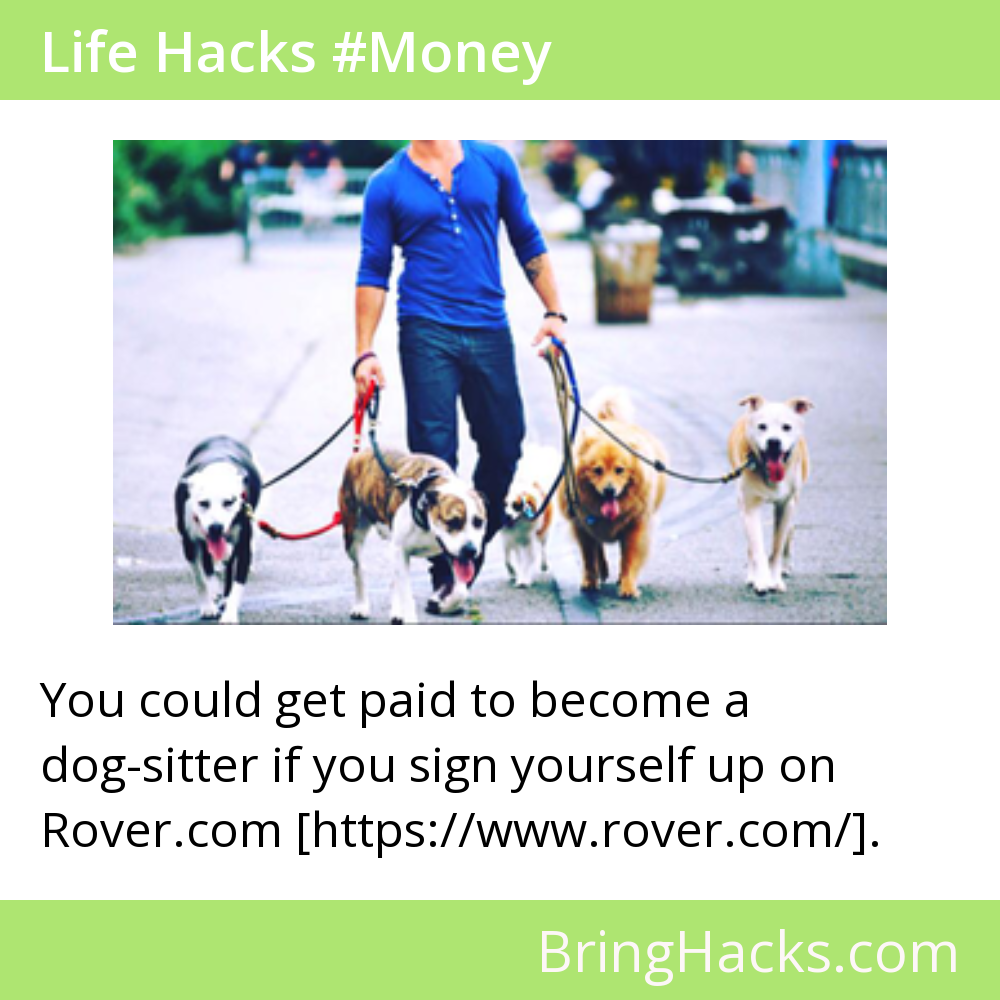 Life Hacks #Money
You could get paid to become a
dog-sitter if you sign yourself up on
Rover.com [https://www.rover.com/].
BringHacks.com